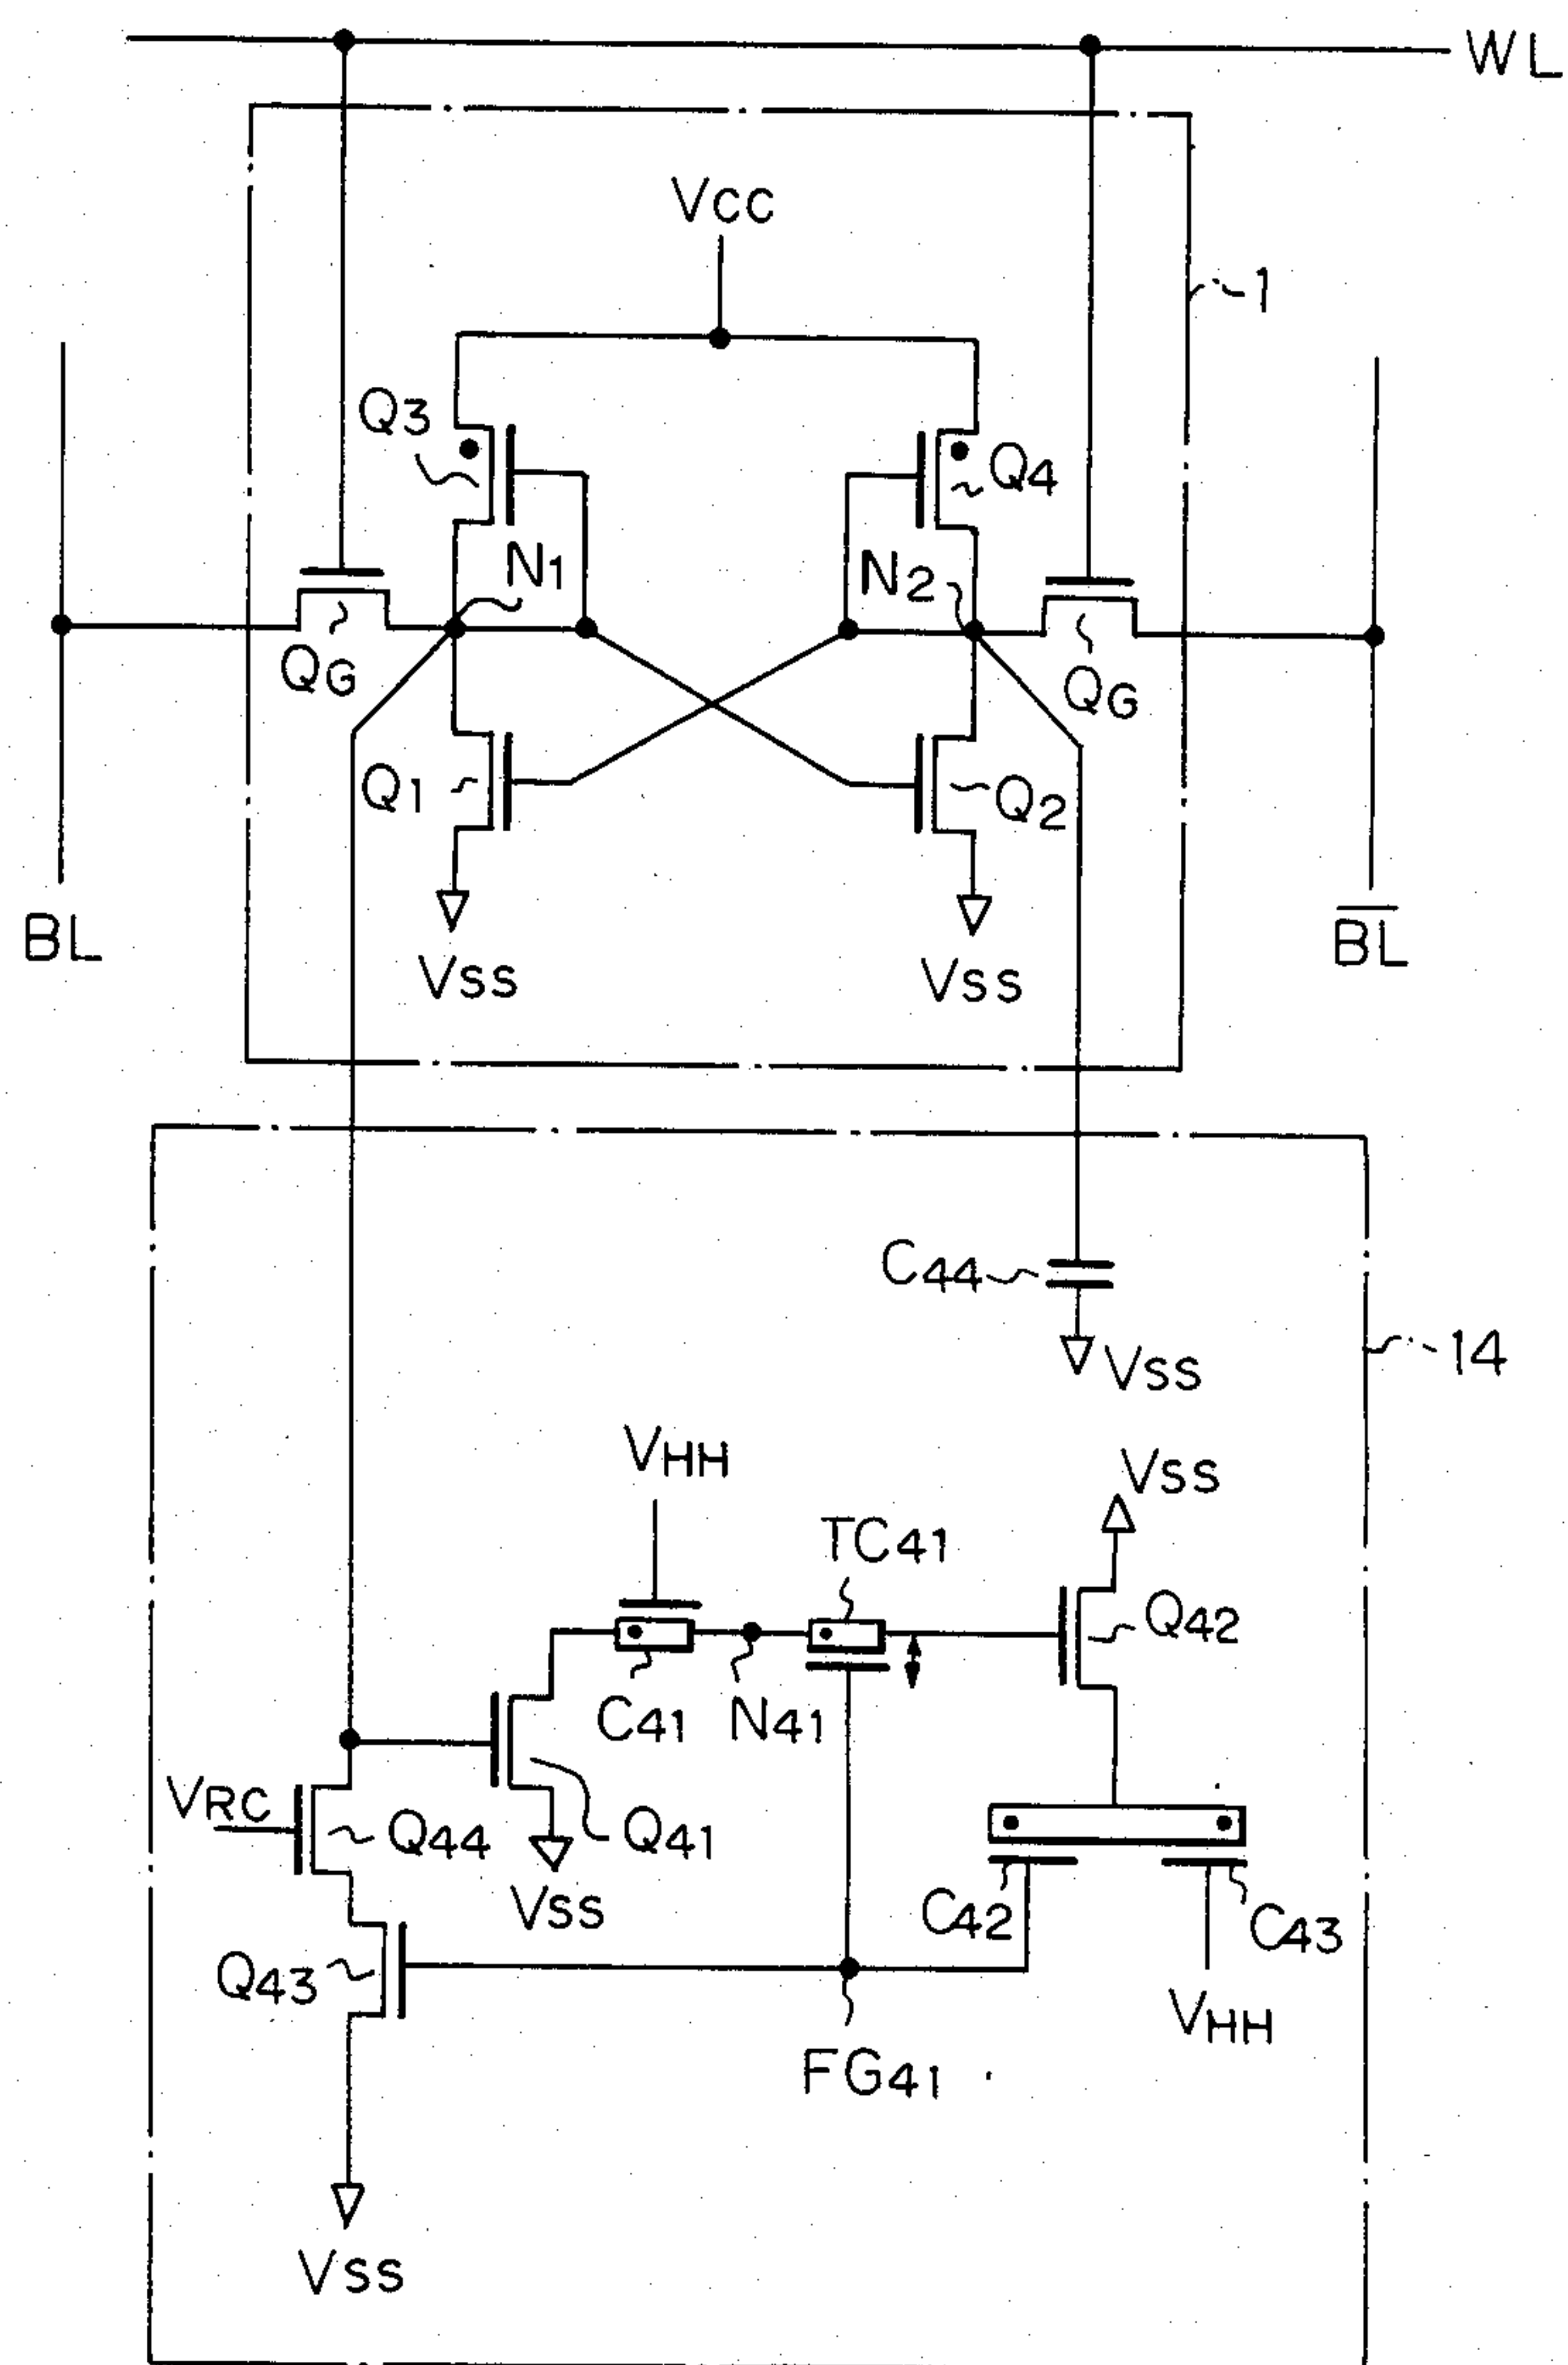 WL
VCC
1
Q3
Q4
N1
N2
QG
QG
Q1
Q2
BL
BL
VSS
VSS
C44
VSS
14
VHH
VSS
TC41
Q42
C41
N41
VRC
Q44
Q41
VSS
C42
C43
Q43
VHH
FG41
VSS